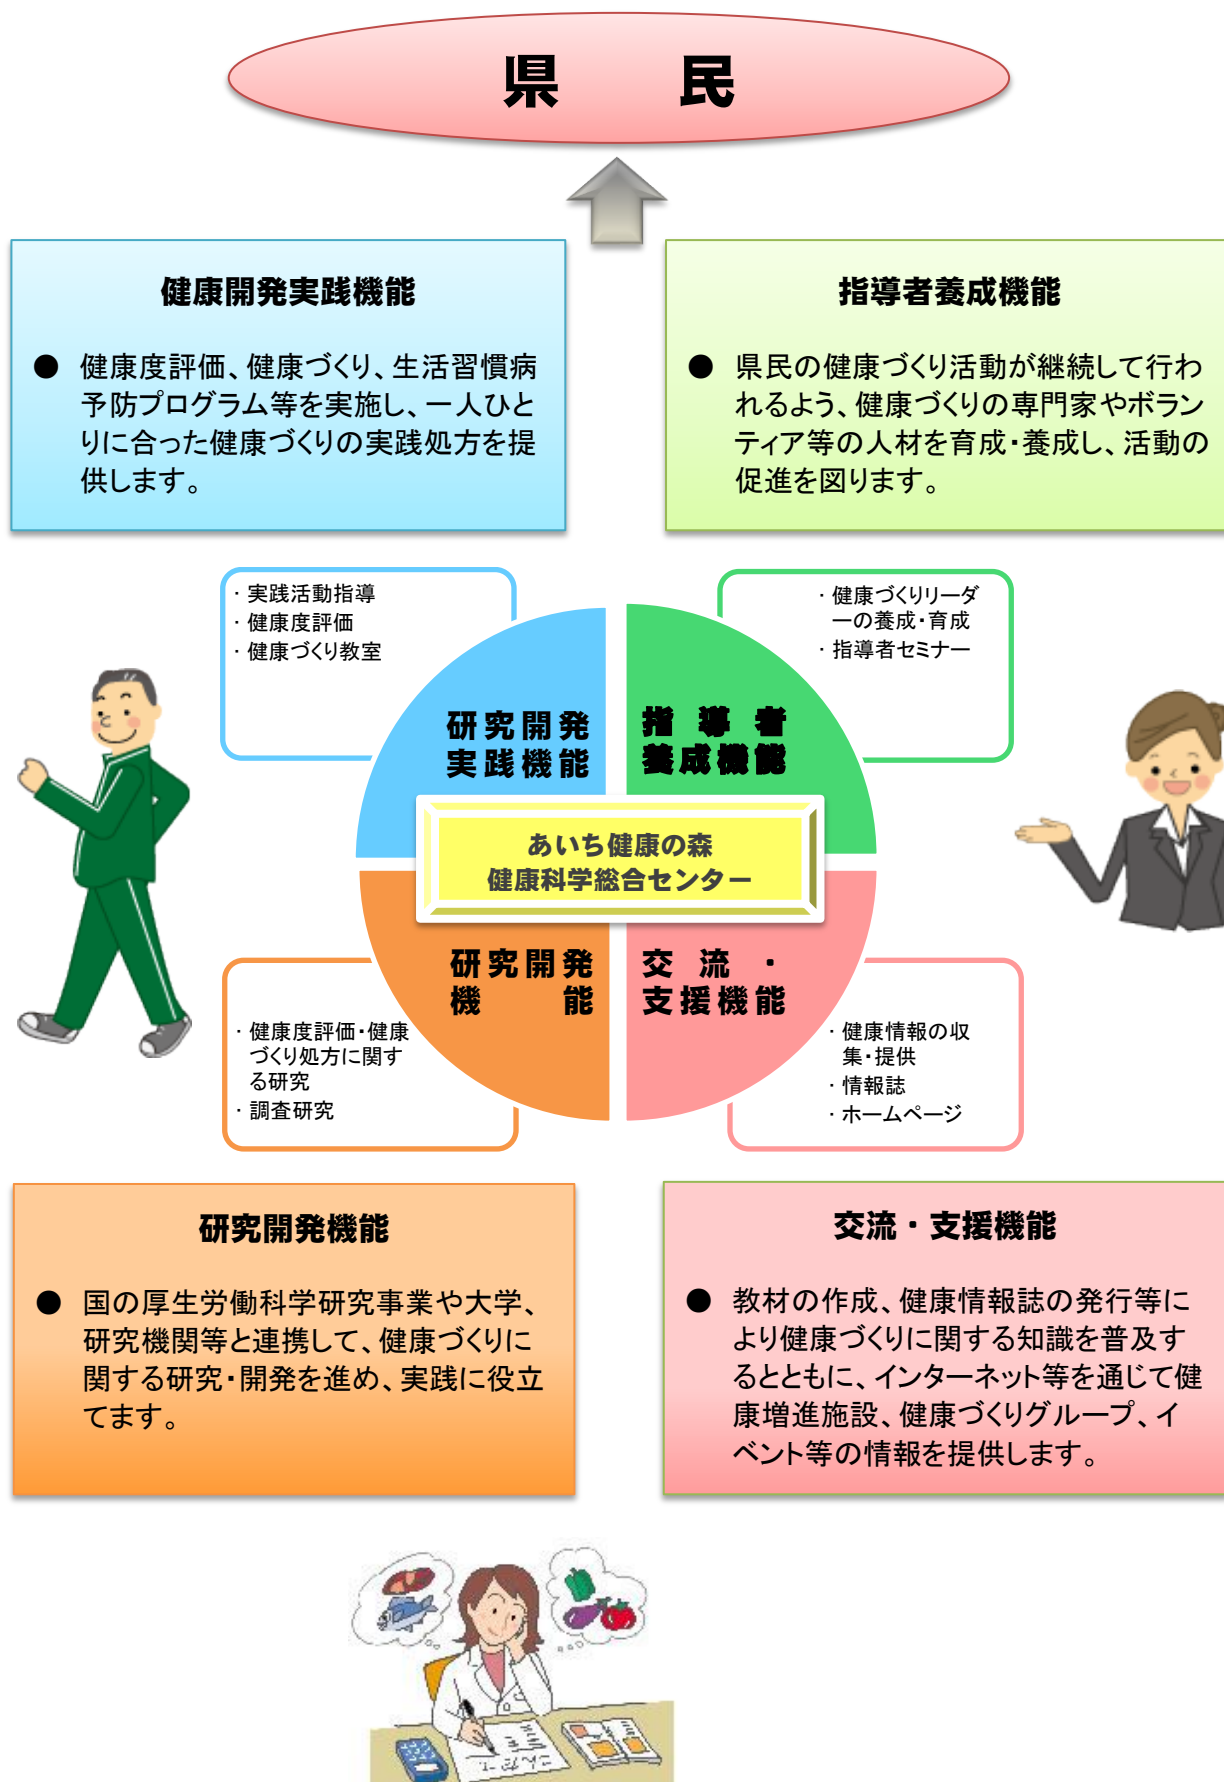 県　民
健康開発実践機能
● 健康度評価、健康づくり、生活習慣病
予防プログラム等を実施し、一人ひと
りに合った健康づくりの実践処方を提
供します。
指導者養成機能
● 県民の健康づくり活動が継続して行わ
れるよう、健康づくりの専門家やボラン
ティア等の人材を育成・養成し、活動の
促進を図ります。
・実践活動指導
・健康度評価
・健康づくり教室
・健康づくりリーダ
ーの養成・育成
・指導者セミナー
研究開発
実践機能
指導者
養成機能
あいち健康の森
健康科学総合センター
研究開発
機　能
交流・
支援機能
・健康度評価・健康
づくり処方に関す
る研究
・調査研究
・健康情報の収
集・提供
・情報誌
・ホームページ
研究開発機能
● 国の厚生労働科学研究事業や大学、
研究機関等と連携して、健康づくりに
関する研究・開発を進め、実践に役立
てます。
交流・支援機能
● 教材の作成、健康情報誌の発行等に
より健康づくりに関する知識を普及す
るとともに、インターネット等を通じて健
康増進施設、健康づくりグループ、イ
ベント等の情報を提供します。